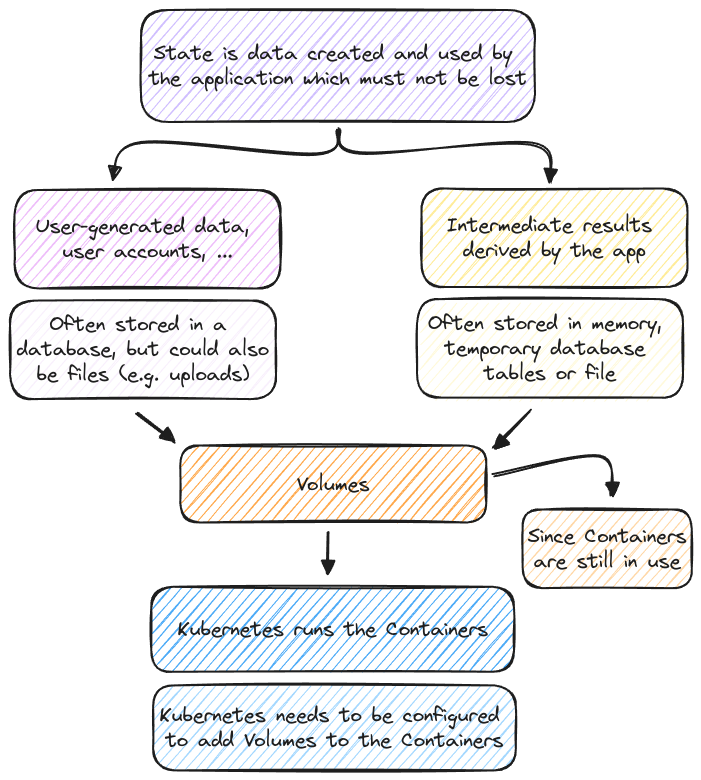 State is data created and used by
the application which must not be lost
User-generated data,
user accounts, ...
Intermediate results
derived by the app
Often stored in a
database, but could also
be files (e.g. uploads)
Often stored in memory,
temporary database
tables or file
Volumes
Since Containers
are still in use
Kubernetes runs the Containers
Kubernetes needs to be configured
to add Volumes to the Containers